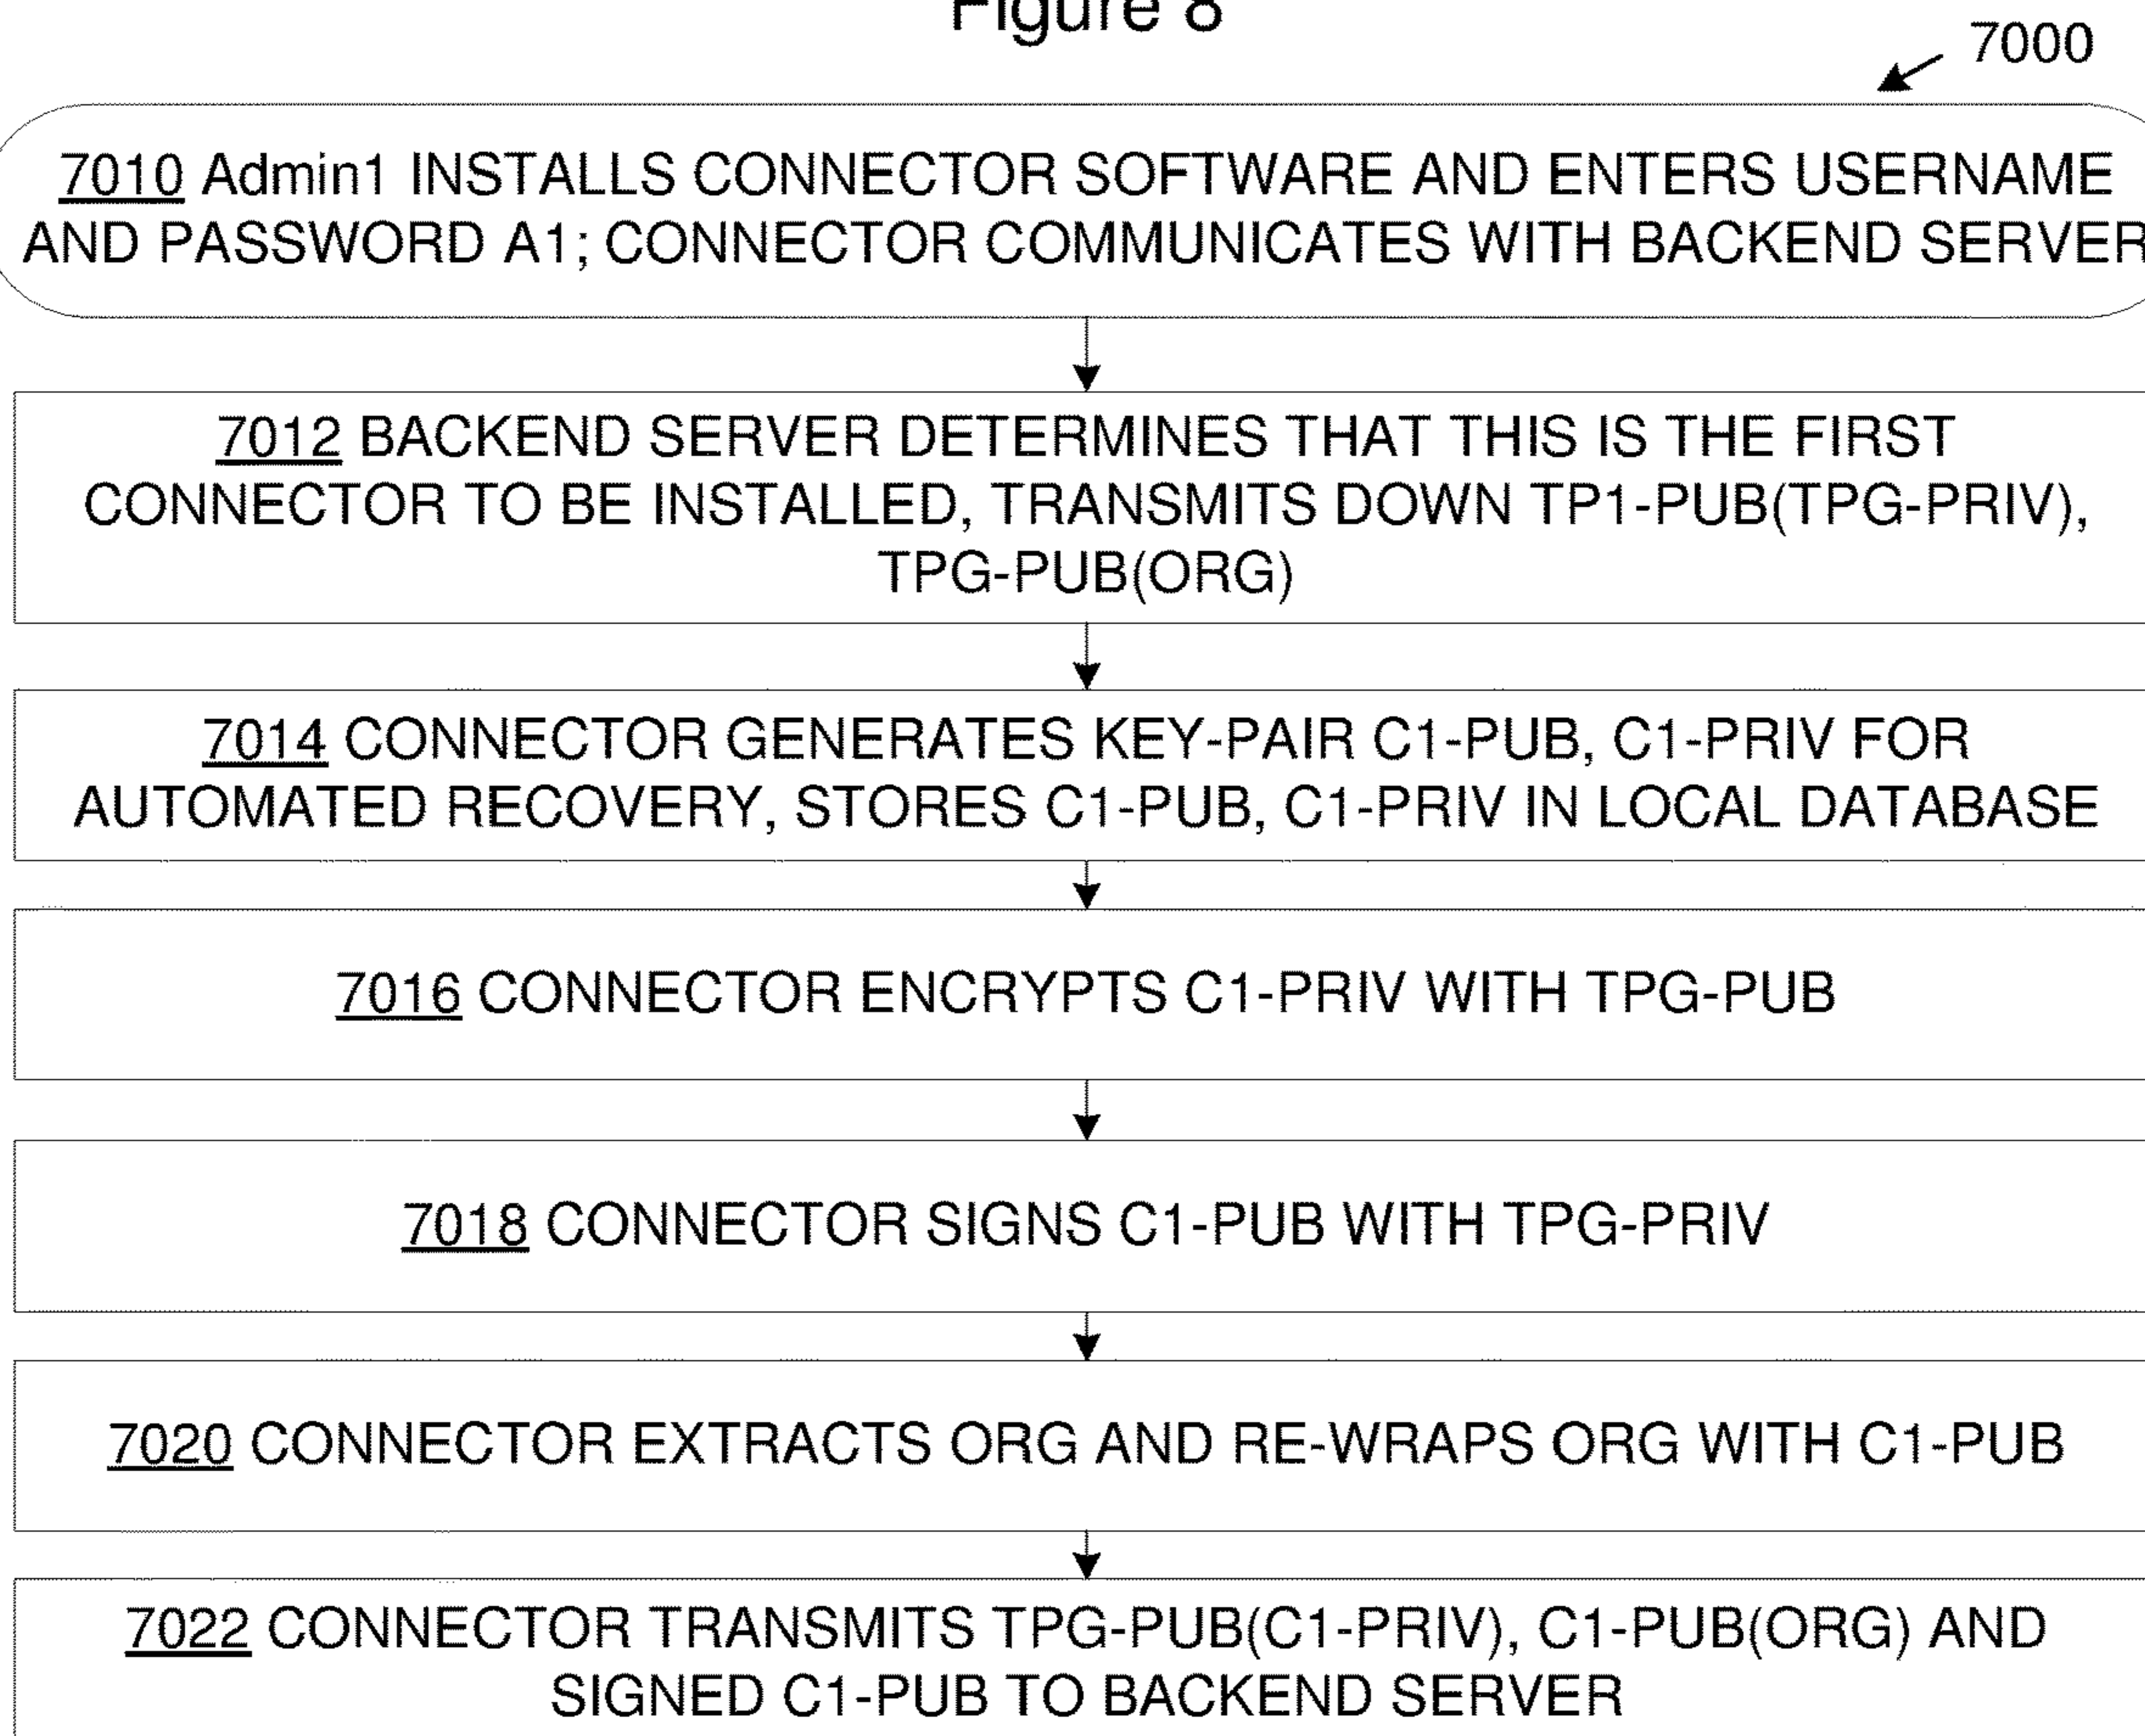 Figure 8
7000
7010 Admin1 INSTALLS CONNECTOR SOFTWARE AND ENTERS USERNAME
AND PASSWORD A1; CONNECTOR COMMUNICATES WITH BACKEND SERVER
7012 BACKEND SERVER DETERMINES THAT THIS IS THE FIRST
CONNECTOR TO BE INSTALLED, TRANSMITS DOWN TP1-PUB(TPG-PRIV),
TPG-PUB(ORG)
7014 CONNECTOR GENERATES KEY-PAIR C1-PUB, C1-PRIV FOR
AUTOMATED RECOVERY, STORES C1-PUB, C1-PRIV IN LOCAL DATABASE
7016 CONNECTOR ENCRYPTS C1-PRIV WITH TPG-PUB
7018 CONNECTOR SIGNS C1-PUB WITH TPG-PRIV
7020 CONNECTOR EXTRACTS ORG AND RE-WRAPS ORG WITH C1-PUB
7022 CONNECTOR TRANSMITS TPG-PUB(C1-PRIV), C1-PUB(ORG) AND
SIGNED C1-PUB TO BACKEND SERVER